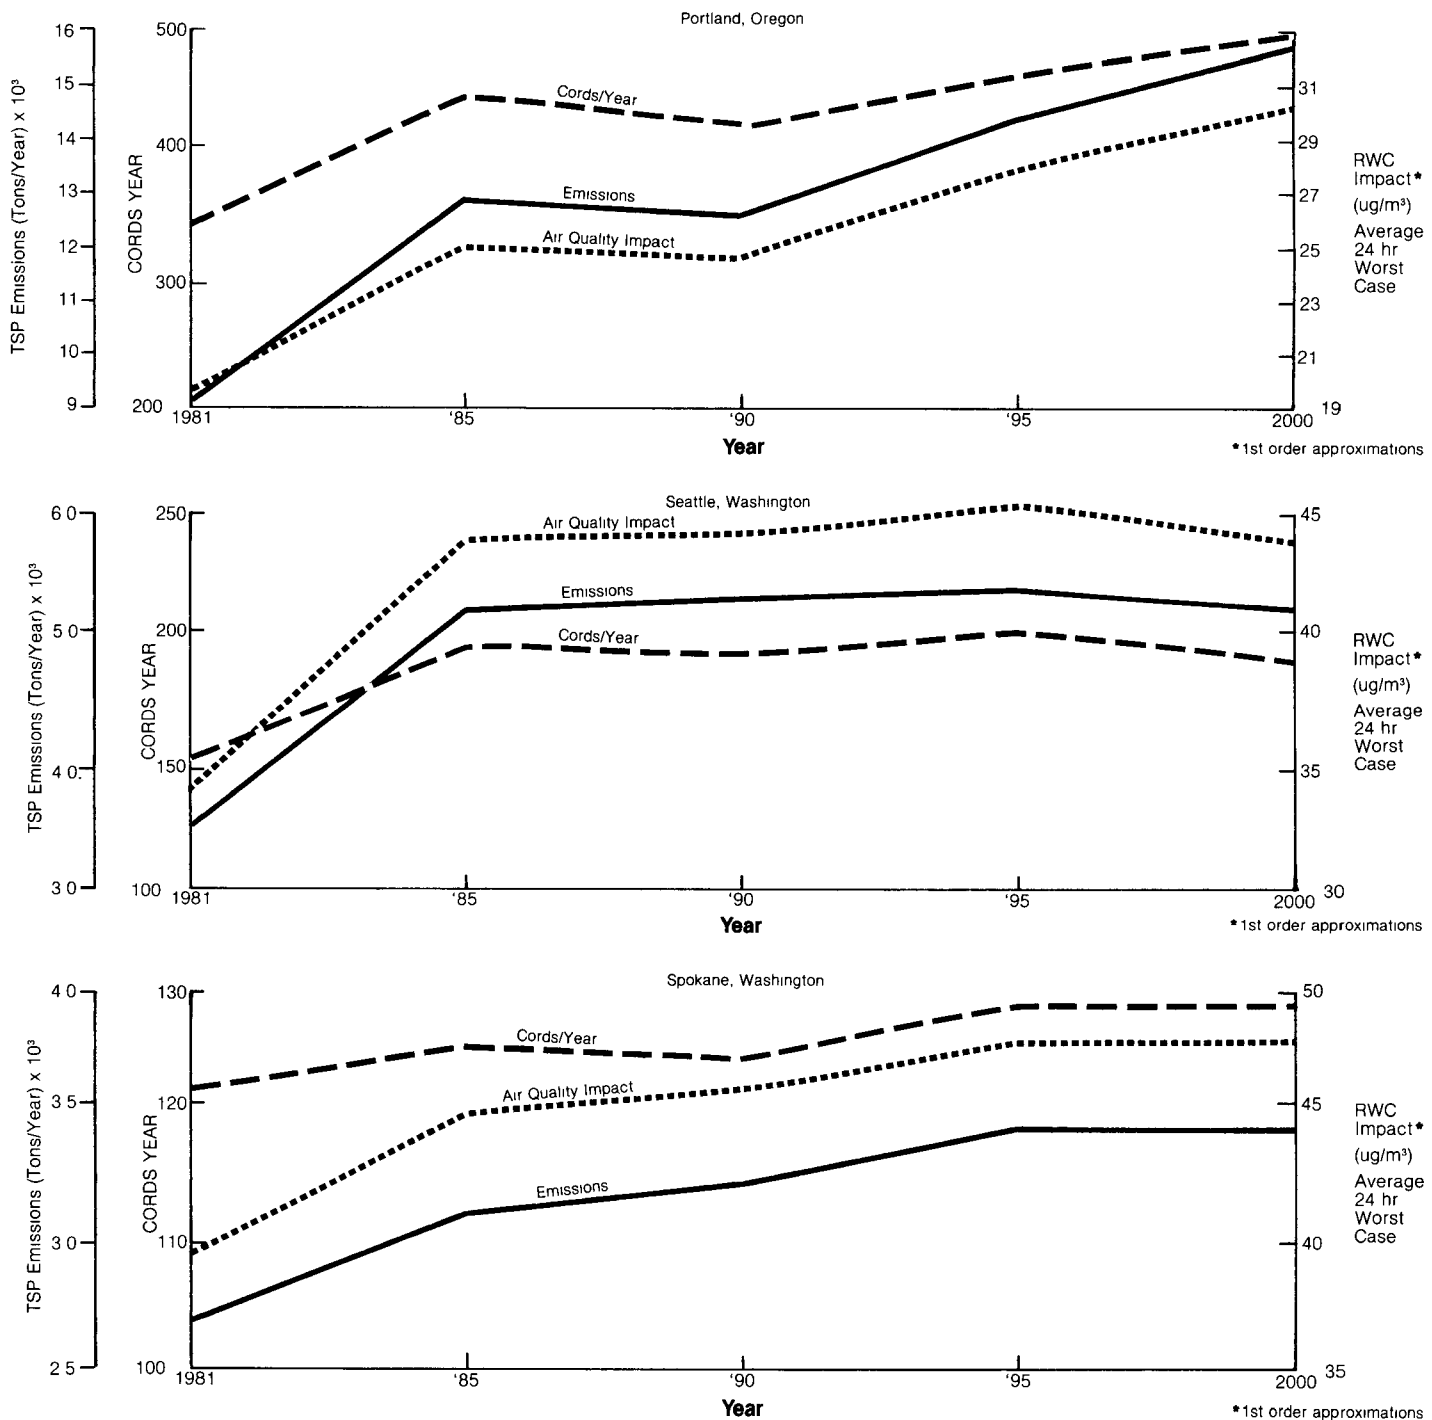 Portland, Oregon
TSP Emissions (Tons/Year) x 10³
16
15
14
13
12
11
10
9
CORDS YEAR
500
400
300
200
Cords/Year
Emissions
Air Quality Impact
31
29
27
25
23
21
19
RWC
Impact*
(ug/m³)
Average
24 hr
Worst
Case
1981 '85 '90 '95 2000
Year
*1st order approximations
Seattle, Washington
TSP Emissions (Tons/Year) x 10³
6 0
5 0
4 0.
3 0
CORDS YEAR
250
200
150
100
Air Quality Impact
Emissions
Cords/Year
45
40
35
30
RWC
Impact*
(ug/m³)
Average
24 hr
Worst
Case
1981 '85 '90 '95 2000
Year
*1st order approximations
Spokane, Washington
TSP Emissions (Tons/Year) x 10³
4 0
3 5
3 0
2 5
CORDS YEAR
130
120
110
100
Cords/Year
Air Quality Impact
Emissions
50
45
40
35
RWC
Impact*
(ug/m³)
Average
24 hr
Worst
Case
1981 '85 '90 '95 2000
Year
*1st order approximations